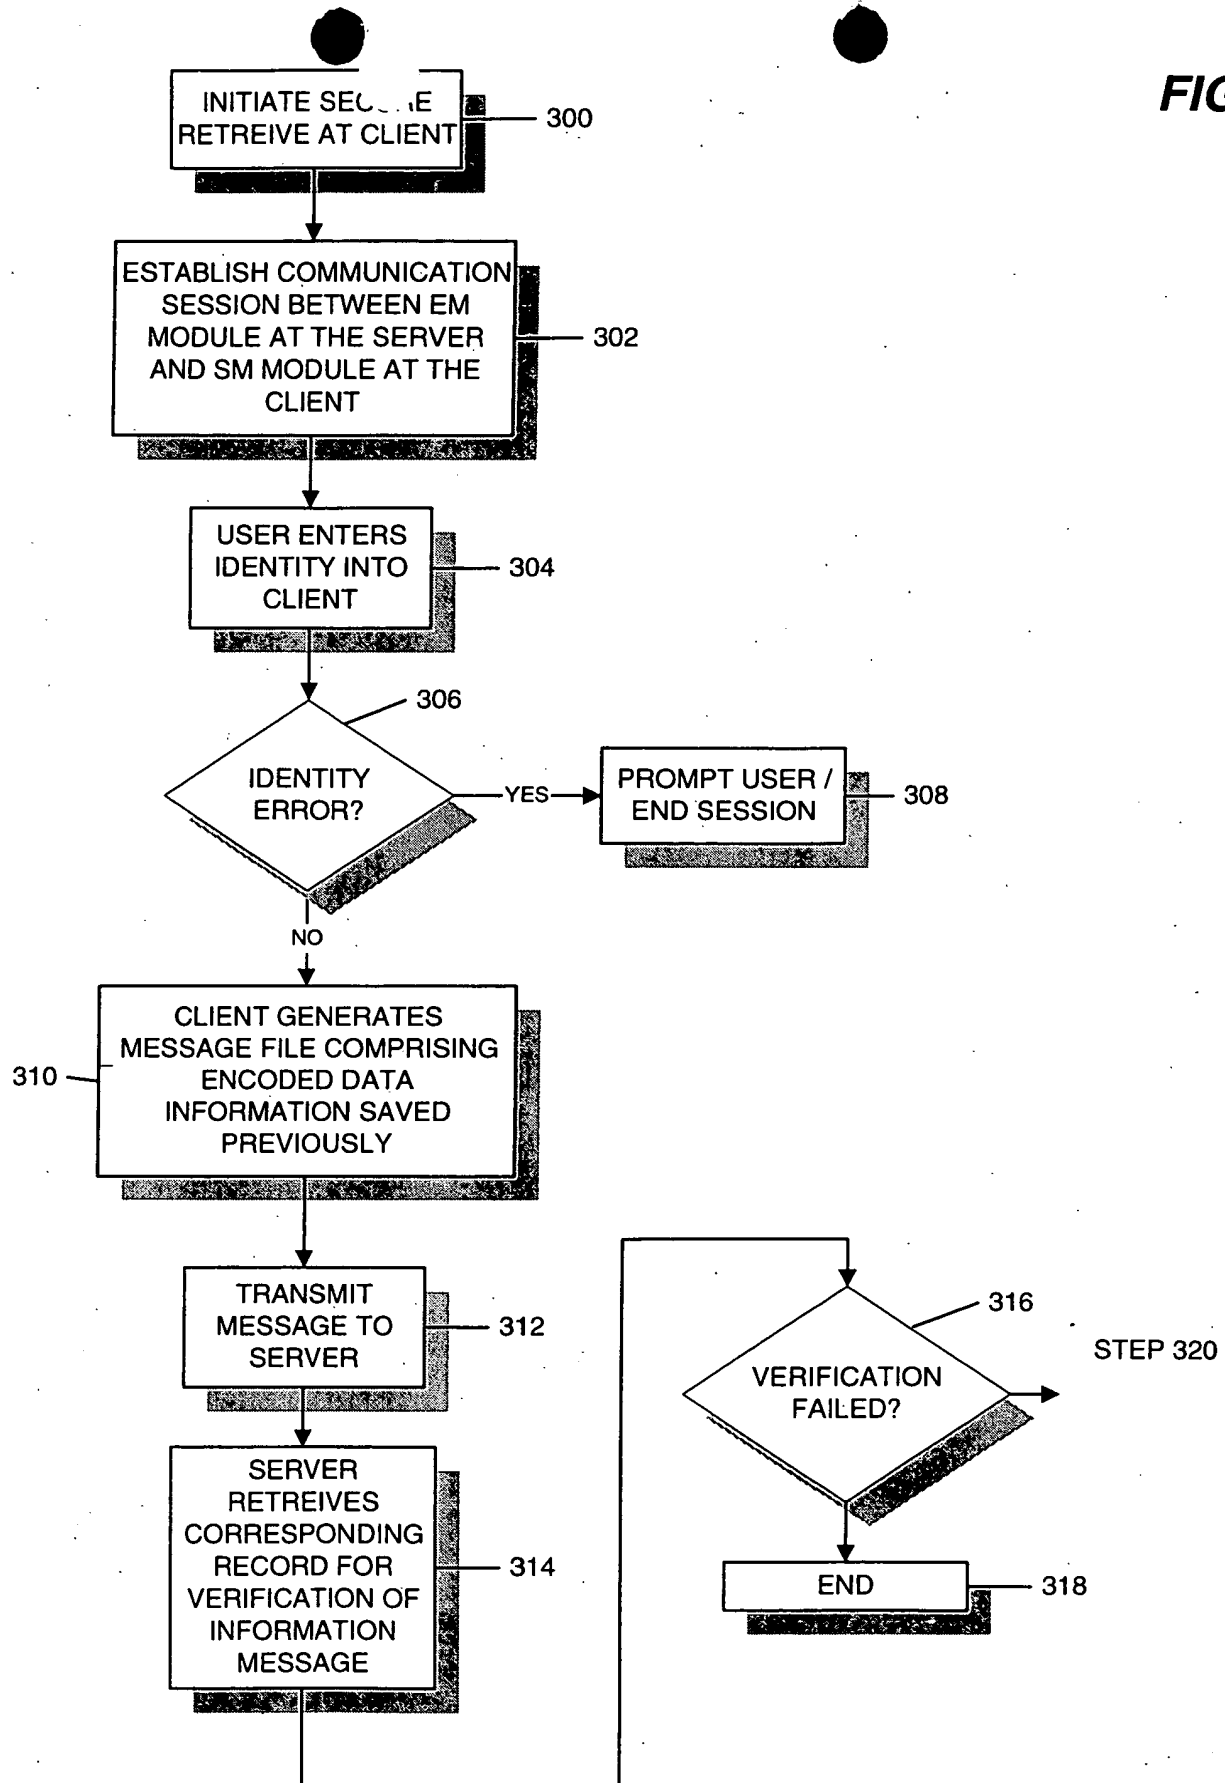 FIG
INITIATE
RETREIVE AT CLIENT
300
ESTABLISH COMMUNICATION
SESSION BETWEEN EM
MODULE AT THE SERVER
AND SM MODULE AT THE
CLIENT
302
USER ENTERS
IDENTITY INTO
CLIENT
304
306
IDENTITY
ERROR?
YES
PROMPT USER /
END SESSION
308
NO
CLIENT GENERATES
MESSAGE FILE COMPRISING
ENCODED DATA
INFORMATION SAVED
PREVIOUSLY
310
TRANSMIT
MESSAGE TO
SERVER
312
SERVER
RETREIVES
CORRESPONDING
RECORD FOR
VERIFICATION OF
INFORMATION
MESSAGE
314
316
VERIFICATION
FAILED?
STEP 320
END
318